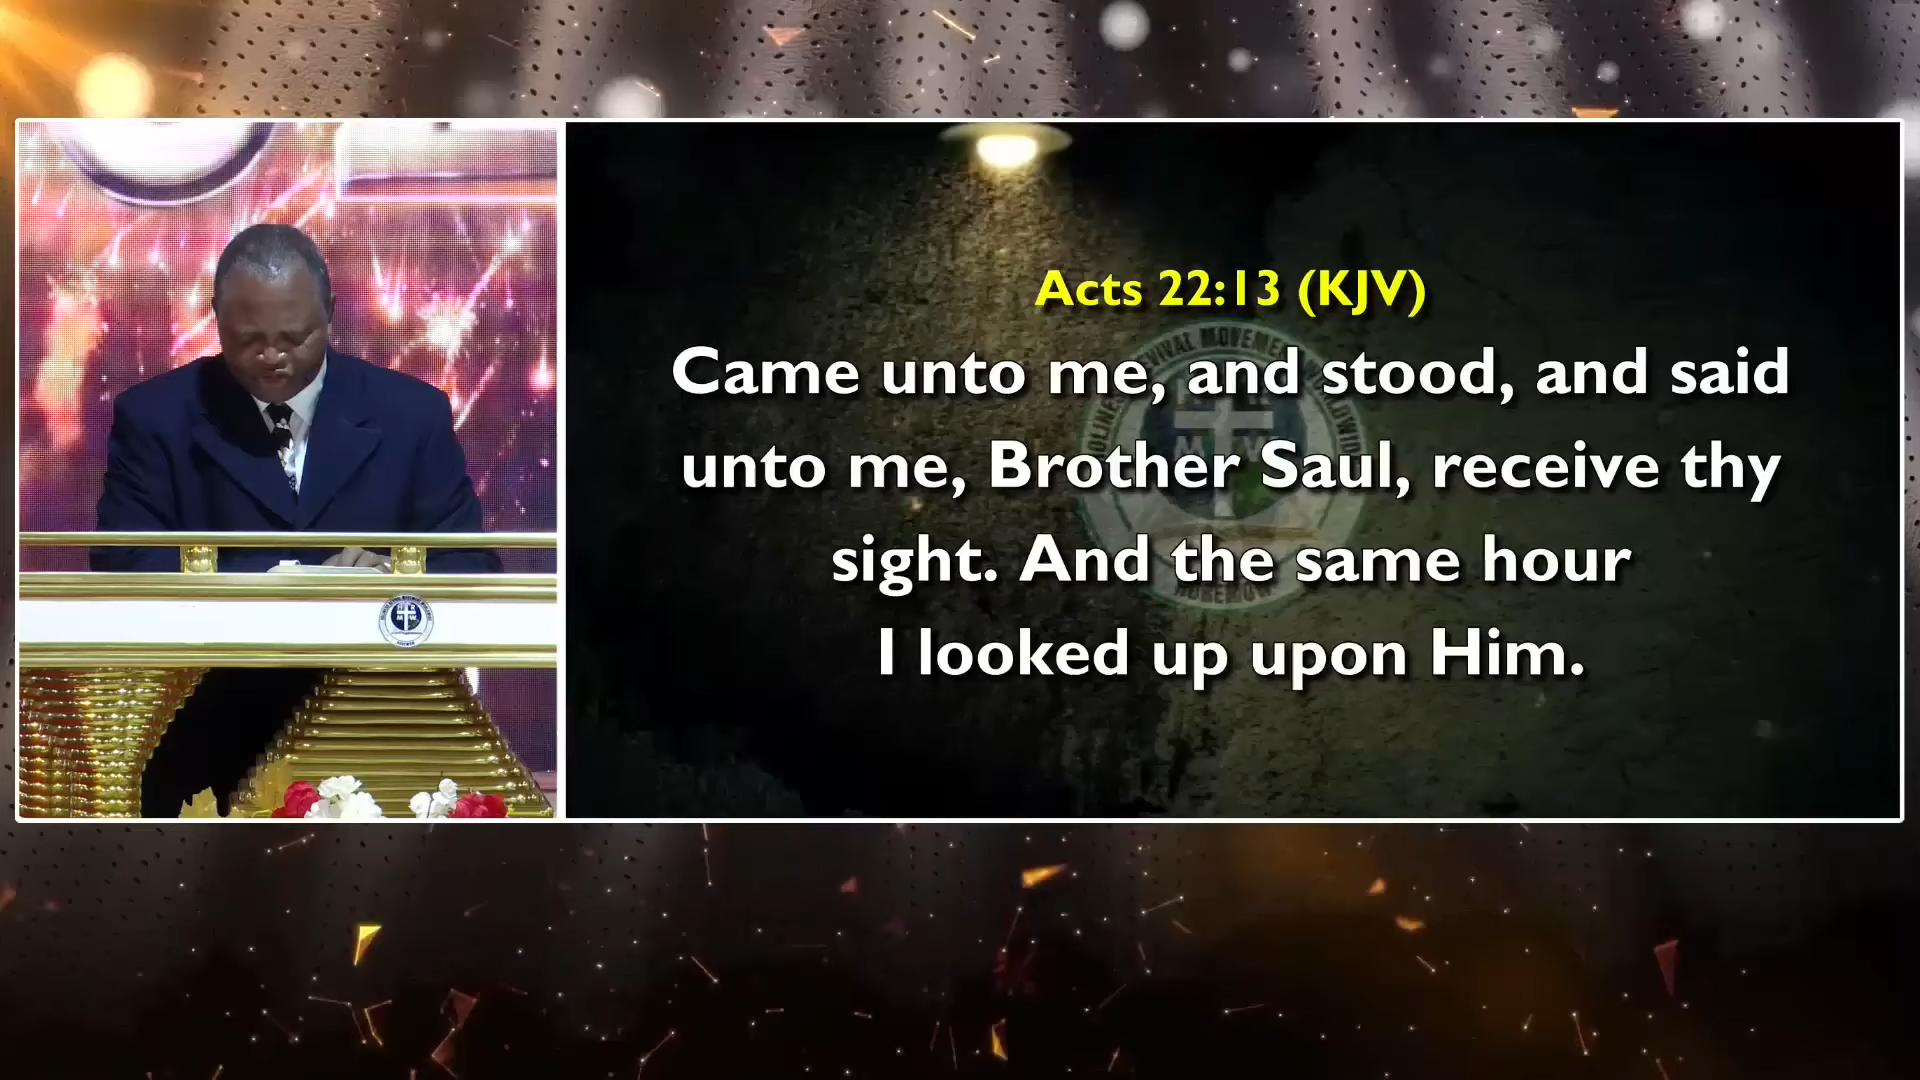 Acts 22:13 (KJV)
Came unto me, and stood, and said
unto me, Brother Saul, receive thy
sight. And the same hour
I looked up upon Him.